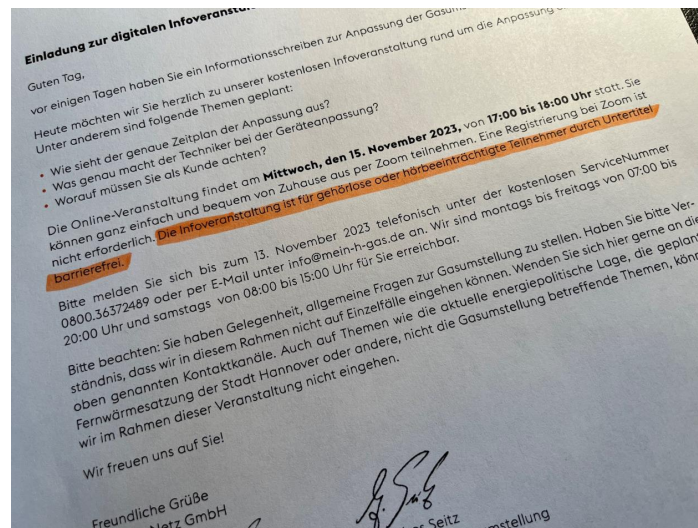 Einladung zur digitalen
Guten Tag,
vor einigen Tagen haben Sie ein Informationsschreiben zur Anpassung der
Heute möchten wir Sie herzlich zu unserer kostenlosen Infoveranstaltung rund um die Anpassung
Unter anderem sind folgende Themen geplant:
• Wie sieht der genaue Zeitplan der Anpassung aus?
• Was genau macht der Techniker bei der Geräteanpassung?
• Worauf müssen Sie als Kunde achten?
Die Online-Veranstaltung findet am Mittwoch, den 15. November 2023, von 17:00 bis 18:00 Uhr statt. Sie
können ganz einfach und bequem von Zuhause aus per Zoom teilnehmen. Eine Registrierung bei Zoom ist
nicht erforderlich. Die Infoveranstaltung ist für gehörlose oder hörbeeinträchtigte Teilnehmer durch Untertitel
barrierefrei.
Bitte melden Sie sich bis zum 13. November 2023 telefonisch unter der kostenlosen ServiceNummer
0800.36372489 oder per E-Mail unter info@mein-h-gas.de an. Wir sind montags bis freitags von 07:00 bis
20:00 Uhr und samstags von 08:00 bis 15:00 Uhr für Sie erreichbar.
Bitte beachten: Sie haben Gelegenheit, allgemeine Fragen zur Gasumstellung zu stellen. Haben Sie bitte Ver-
ständnis, dass wir in diesem Rahmen nicht auf Einzelfälle eingehen können. Wenden Sie sich hier gerne an die
oben genannten Kontaktkanäle. Auch auf Themen wie die aktuelle energiepolitische Lage, die geplante
Fernwärmesatzung der Stadt Hannover oder andere, nicht die Gasumstellung betreffende Themen,
wir im Rahmen dieser Veranstaltung nicht eingehen.
Wir freuen uns auf Sie!
Freundliche Grüße
Netz GmbH
Seitz